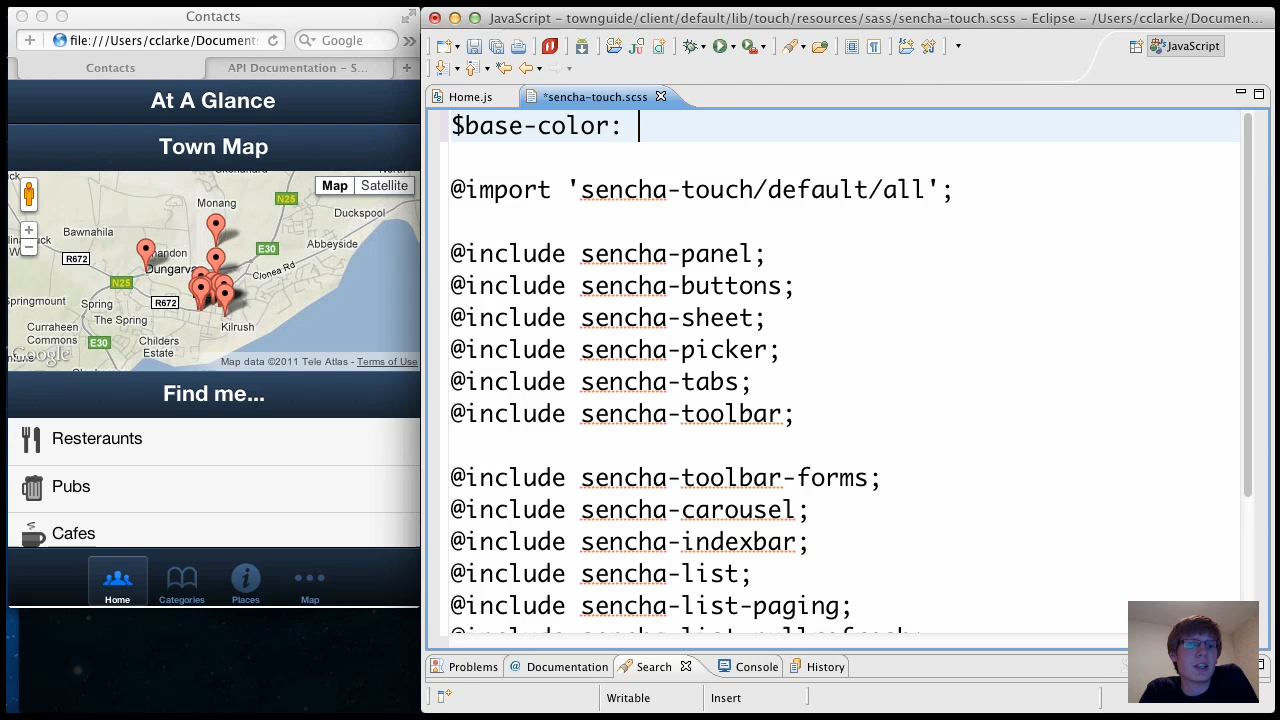 Contacts
file:///Users/cclarke/Document
Google
Contacts
API Documentation – S...
At A Glance
Town Map
Map
Satellite
N25
Monang
Duckspool
Bawnahila
Abbeyside
R672
E30
Dungarv
Clonea Rd
N25
R672
Springmount
Spring
The Spring
Kilrush
Curraheen
Commons
Childers
Estate
E30
Google
Map data ©2011 Tele Atlas - Terms of Use
Find me...
Resteraunts
Pubs
Cafes
Home
Categories
Places
Map
JavaScript – townguide/client/default/lib/touch/resources/sass/sencha-touch.scss – Eclipse – /Users/cclarke/Documen...
JavaScript
Home.js
*sencha-touch.scss
$base-color:
@import 'sencha-touch/default/all';
@include sencha-panel;
@include sencha-buttons;
@include sencha-sheet;
@include sencha-picker;
@include sencha-tabs;
@include sencha-toolbar;
@include sencha-toolbar-forms;
@include sencha-carousel;
@include sencha-indexbar;
@include sencha-list;
@include sencha-list-paging;
Problems
Documentation
Search
Console
History
Writable
Insert